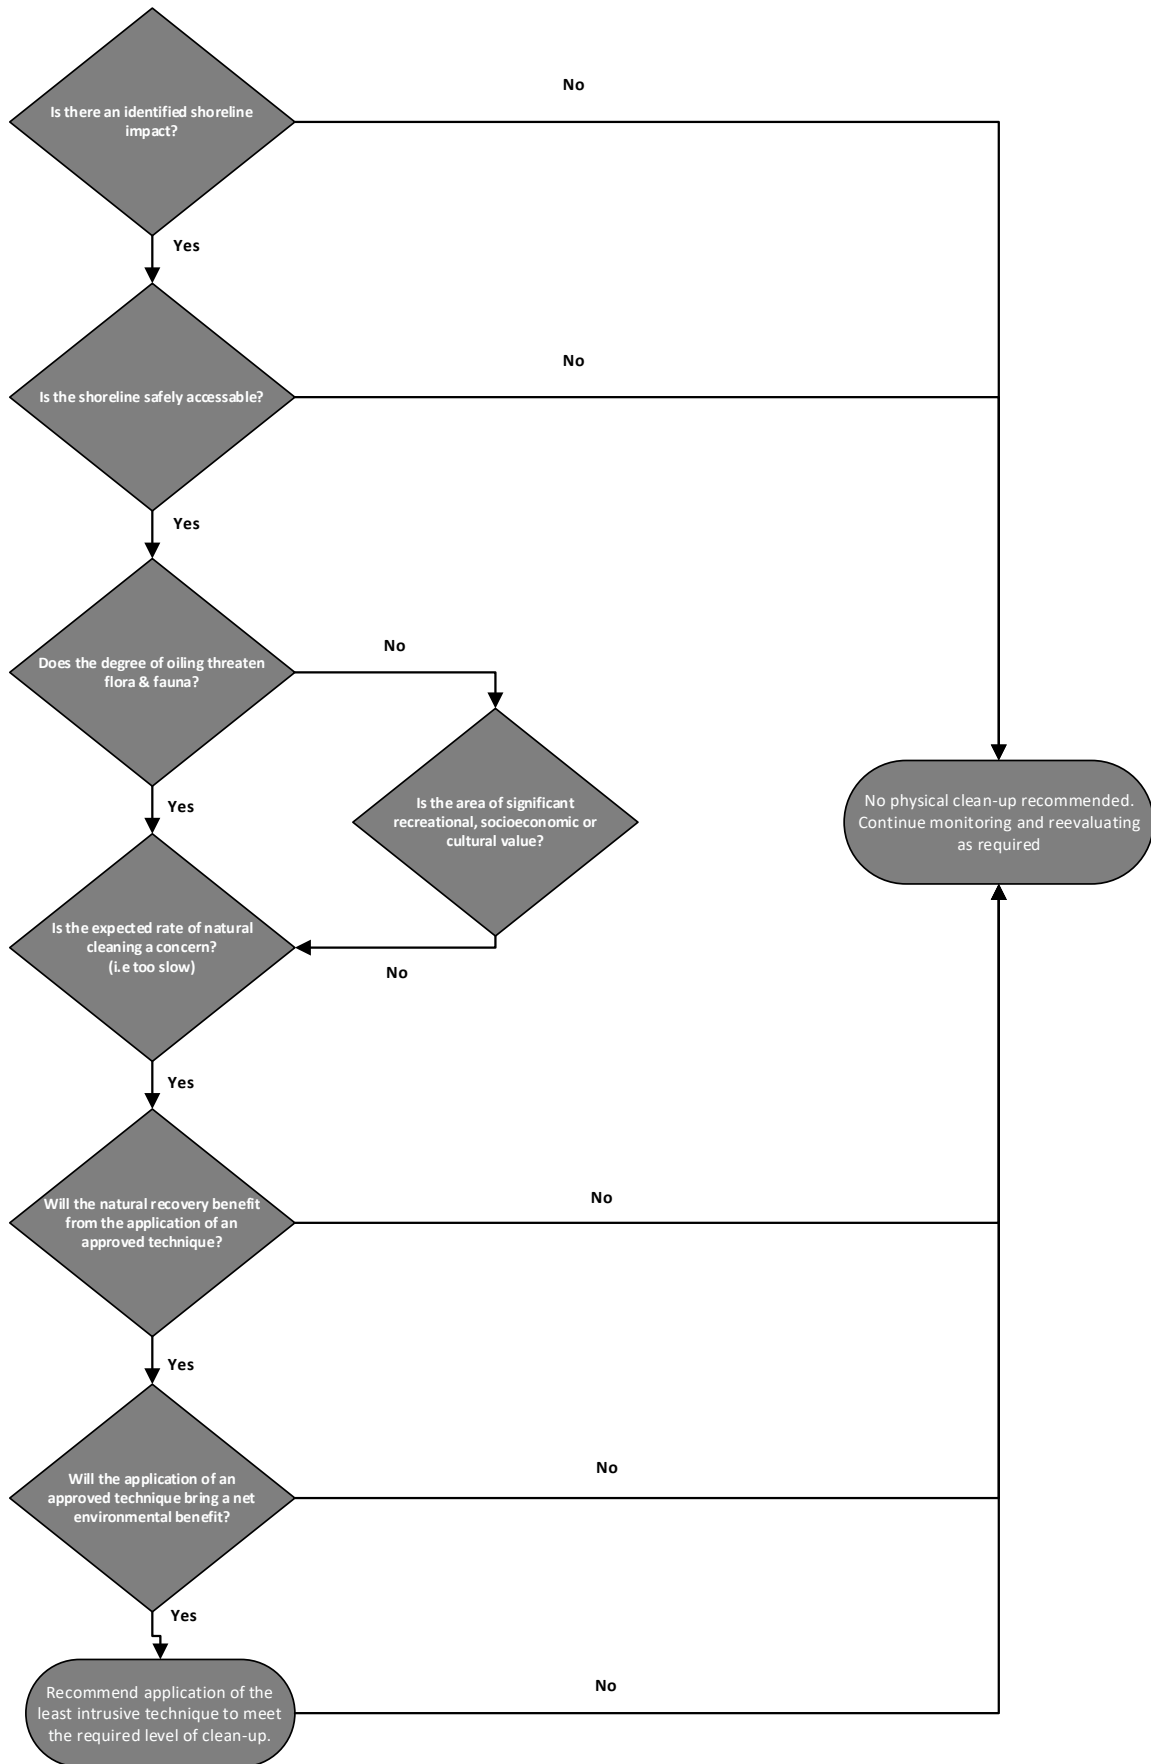 No
Is there an identified shoreline
impact?
Yes
No
Is the shoreline safely accessable?
Yes
No
Does the degree of oiling threaten
flora & fauna?
Yes
Is the area of significant
recreational, socioeconomic or
cultural value?
No physical clean-up recommended.
Continue monitoring and reevaluating
as required
Is the expected rate of natural
cleaning a concern?
(i.e too slow)
No
Yes
No
Will the natural recovery benefit
from the application of an
approved technique?
Yes
No
Will the application of an
approved technique bring a net
environmental benefit?
Yes
No
Recommend application of the
least intrusive technique to meet
the required level of clean-up.